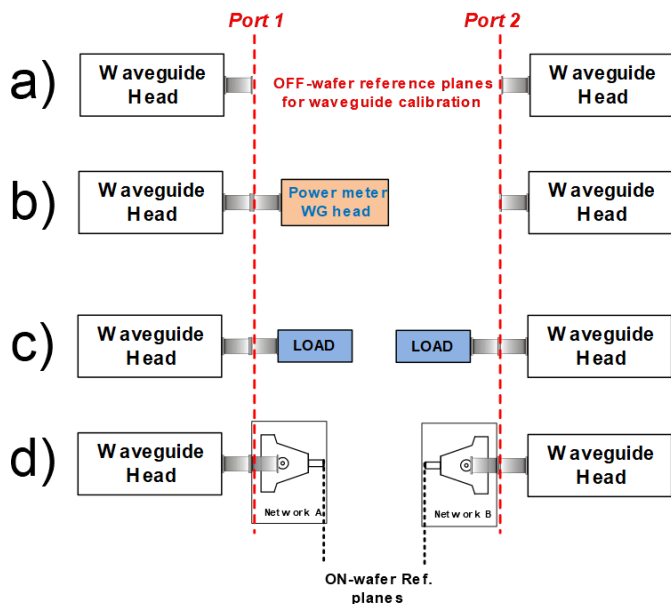 Port 1
Port 2
a)
Waveguide
Head
OFF-wafer reference planes
for waveguide calibration
Waveguide
Head
b)
Waveguide
Head
Power meter
WG head
Waveguide
Head
c)
Waveguide
Head
LOAD
LOAD
Waveguide
Head
d)
Waveguide
Head
Network A
Network B
Waveguide
Head
ON-wafer Ref.
planes